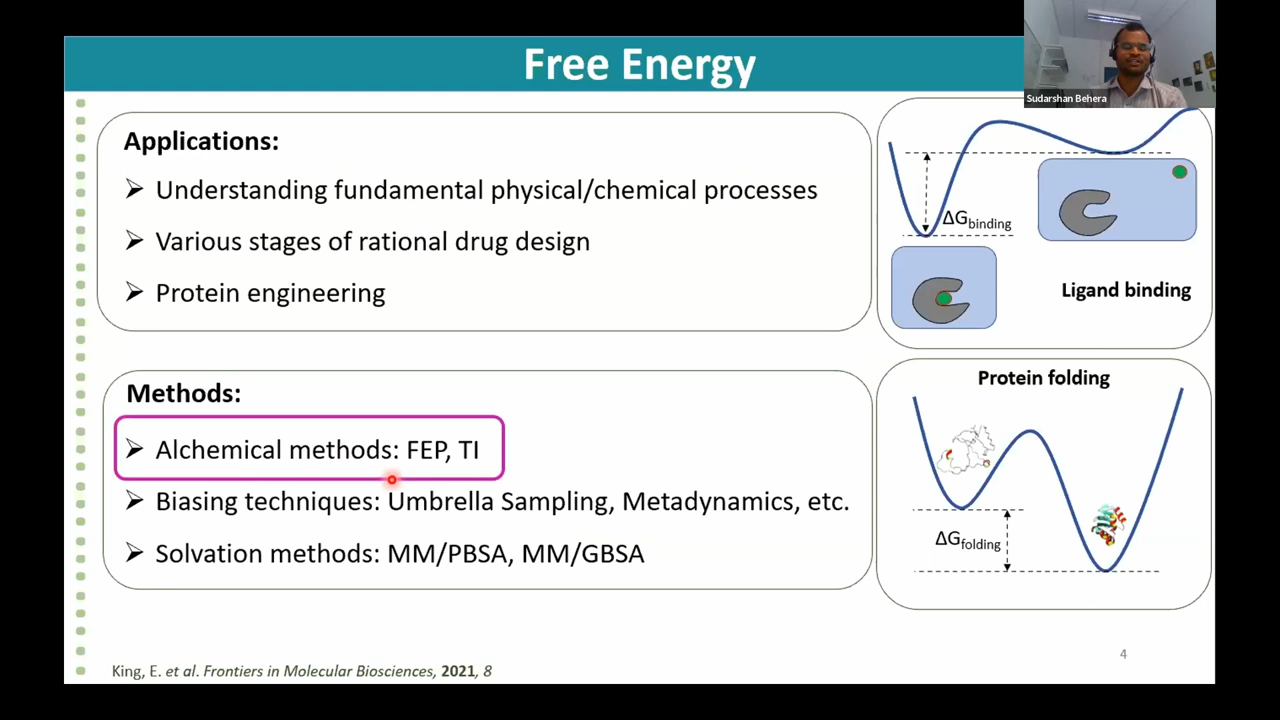 Free Energy
Sudarshan Behera
Applications:
➢ Understanding fundamental physical/chemical processes
➢ Various stages of rational drug design
➢ Protein engineering
ΔGbinding
Ligand binding
Methods:
➢ Alchemical methods: FEP, TI
➢ Biasing techniques: Umbrella Sampling, Metadynamics, etc.
➢ Solvation methods: MM/PBSA, MM/GBSA
Protein folding
ΔGfolding
4
King, E. et al. Frontiers in Molecular Biosciences, 2021, 8